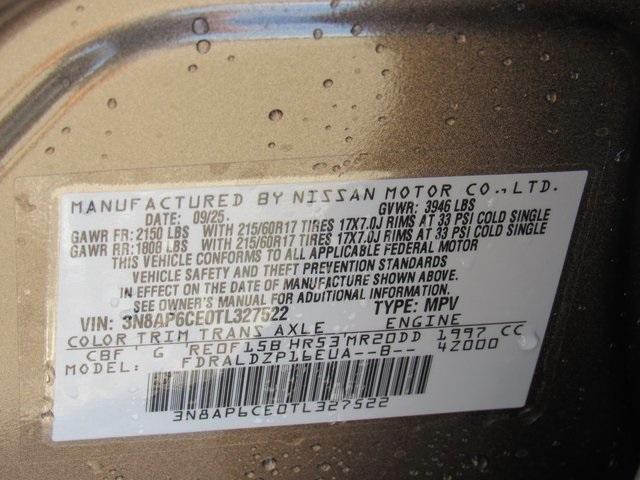 MANUFACTURED BY NISSAN MOTOR CO., LTD.
DATE: 09/25. GVWR: 3946 LBS
GAWR FR: 2150 LBS WITH 215/60R17 TIRES 17X7.0J RIMS AT 33 PSI COLD SINGLE
GAWR RR: 1808 LBS WITH 215/60R17 TIRES 17X7.0J RIMS AT 33 PSI COLD SINGLE
THIS VEHICLE CONFORMS TO ALL APPLICABLE FEDERAL MOTOR
VEHICLE SAFETY AND THEFT PREVENTION STANDARDS
IN EFFECT ON THE DATE OF MANUFACTURE SHOWN ABOVE.
SEE OWNER'S MANUAL FOR ADDITIONAL INFORMATION.
VIN: 3N8AP6CE0TL327522 TYPE: MPV
COLOR TRIM TRANS AXLE ENGINE
CBF G RE0F15B HR53 MR20DD 1997 CC
MODEL: FDRALDZP16EUA--B-- 4Z000
3N8AP6CE0TL327522